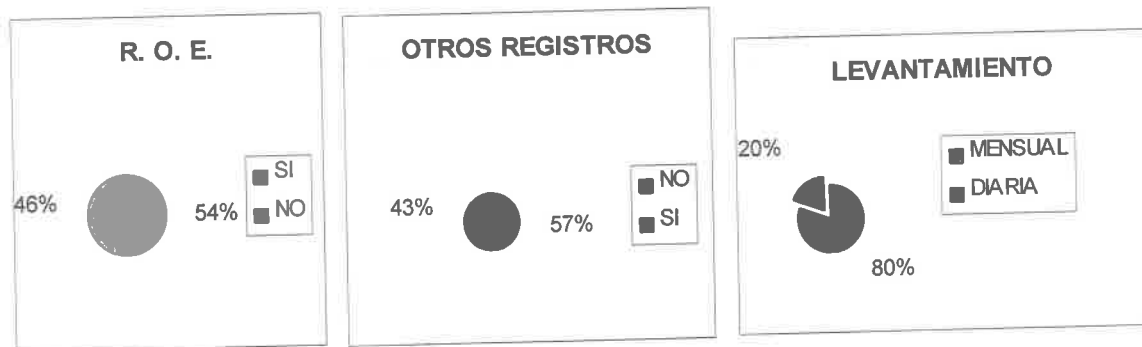 R. O. E.
46%
54%
SI
NO
OTROS REGISTROS
43%
57%
NO
SI
LEVANTAMIENTO
20%
80%
MENSUAL
DIARIA